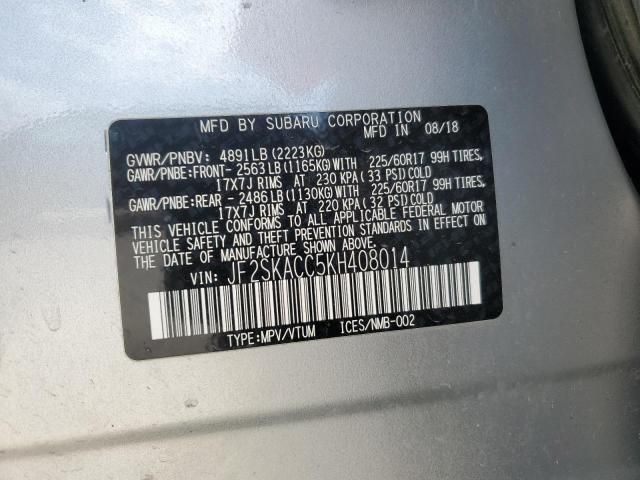 MFD BY SUBARU CORPORATION
MFD IN 08/18
GVWR/PNBV: 4891LB(2223KG)
GAWR/PNBE:FRONT-2563LB(1165KG)WITH 225/60R17 99H TIRES,
17X7J RIMS AT 230 KPA(33 PSI)COLD
GAWR/PNBE:REAR -2486LB(1130KG)WITH 225/60R17 99H TIRES,
17X7J RIMS AT 220 KPA(32 PSI)COLD
THIS VEHICLE CONFORMS TO ALL APPLICABLE FEDERAL MOTOR
VEHICLE SAFETY AND THEFT PREVENTION STANDARDS IN EFFECT ON
THE DATE OF MANUFACTURE SHOWN ABOVE.
VIN: JF2SKACC5KH408014
TYPE:MPV/VTUM ICES/NMB-002